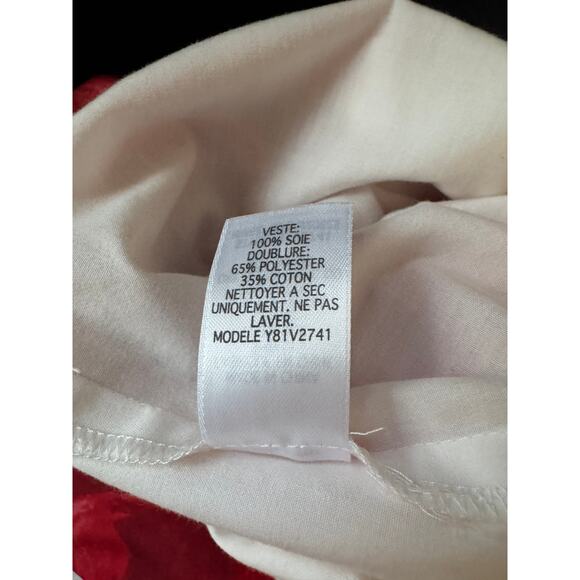 VESTE:
100% SOIE
DOUBLURE:
65% POLYESTER
35% COTON
NETTOYER A SEC
UNIQUEMENT. NE PAS
LAVER.
MODELE Y81V2741